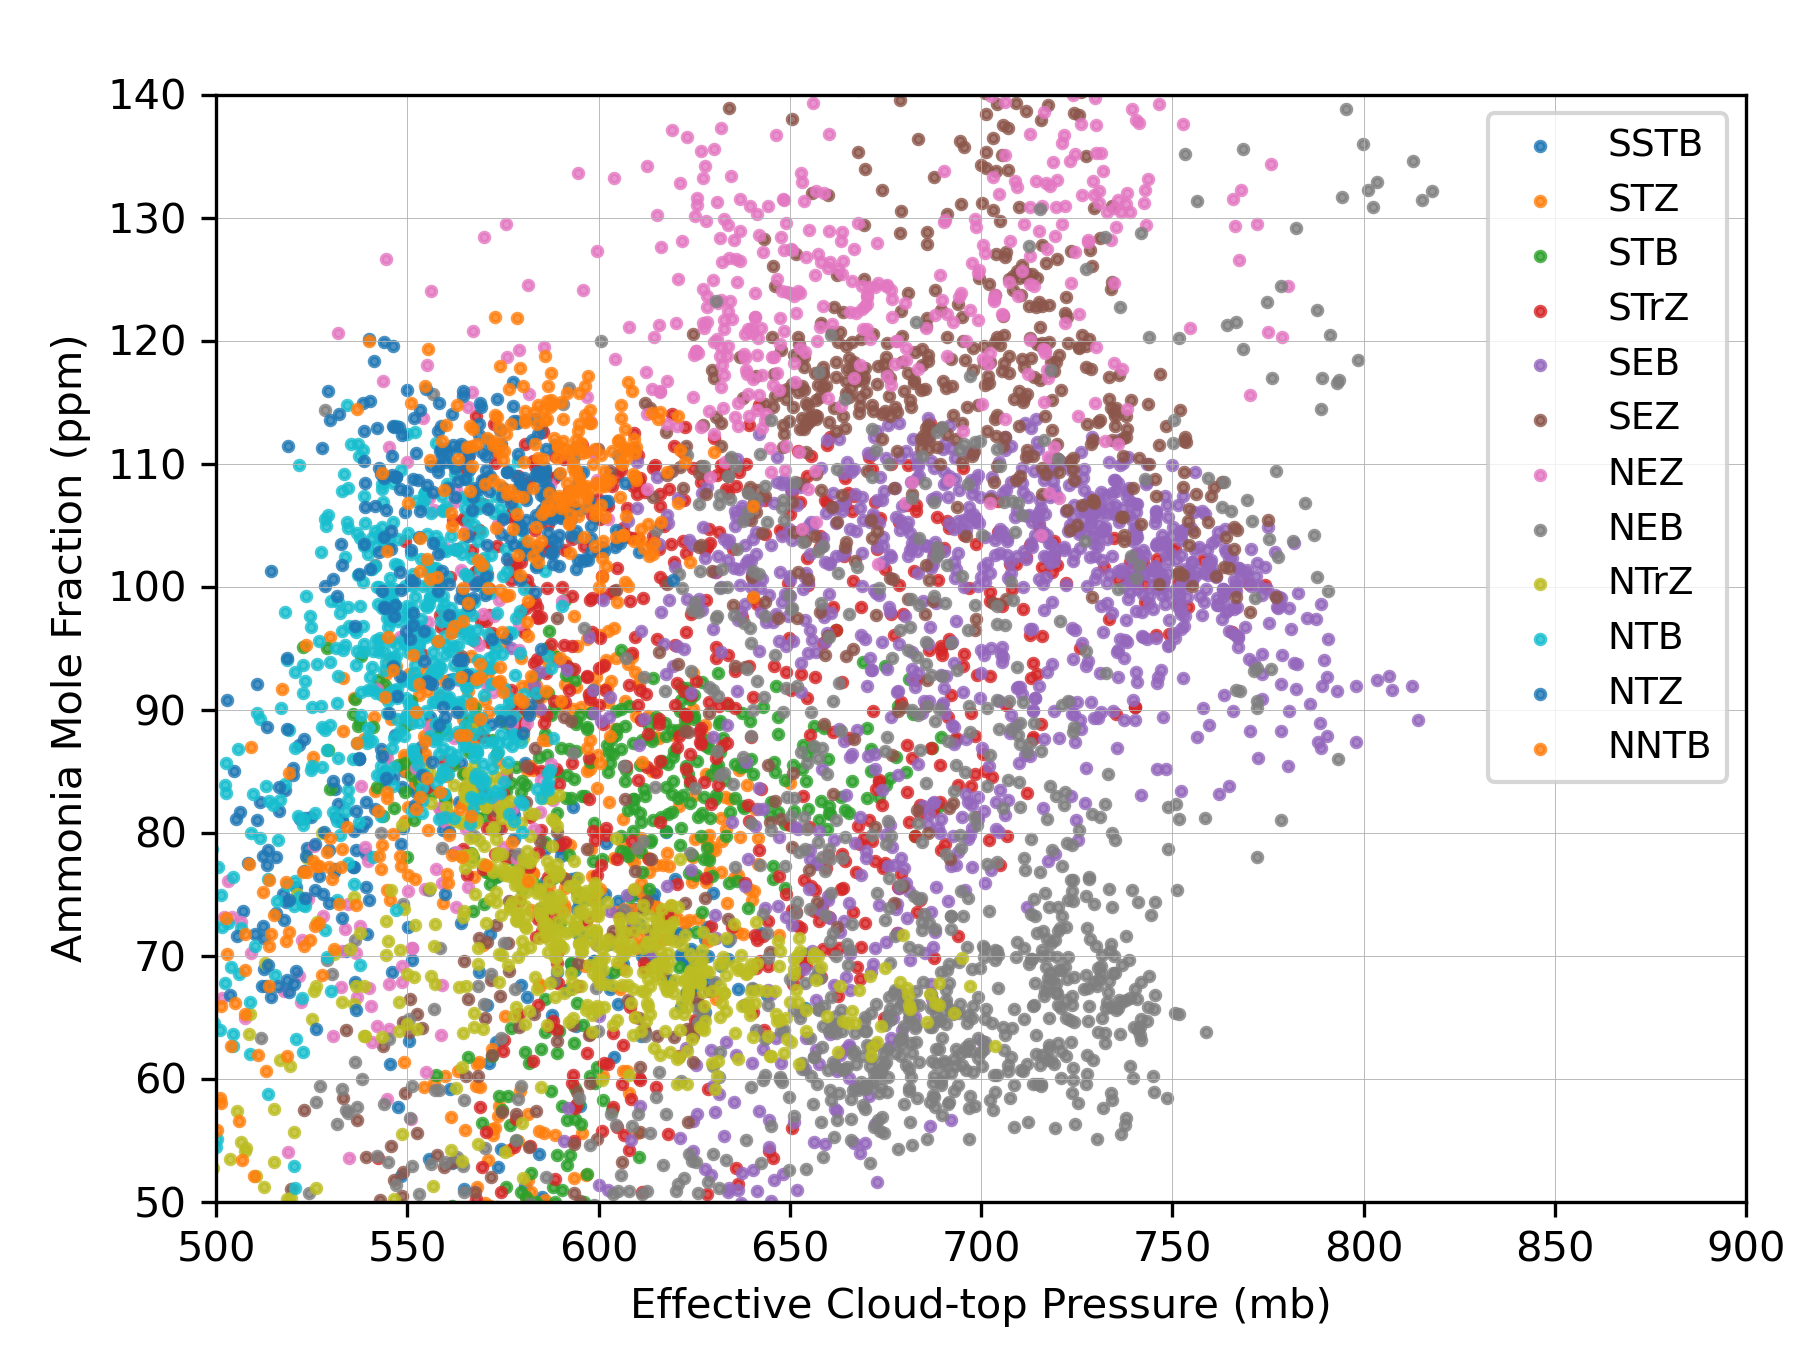 140
130
120
110
100
90
80
70
60
50
Ammonia Mole Fraction (ppm)
500 550 600 650 700 750 800 850 900
Effective Cloud-top Pressure (mb)
SSTB
STZ
STB
STrZ
SEB
SEZ
NEZ
NEB
NTrZ
NTB
NTZ
NNTB